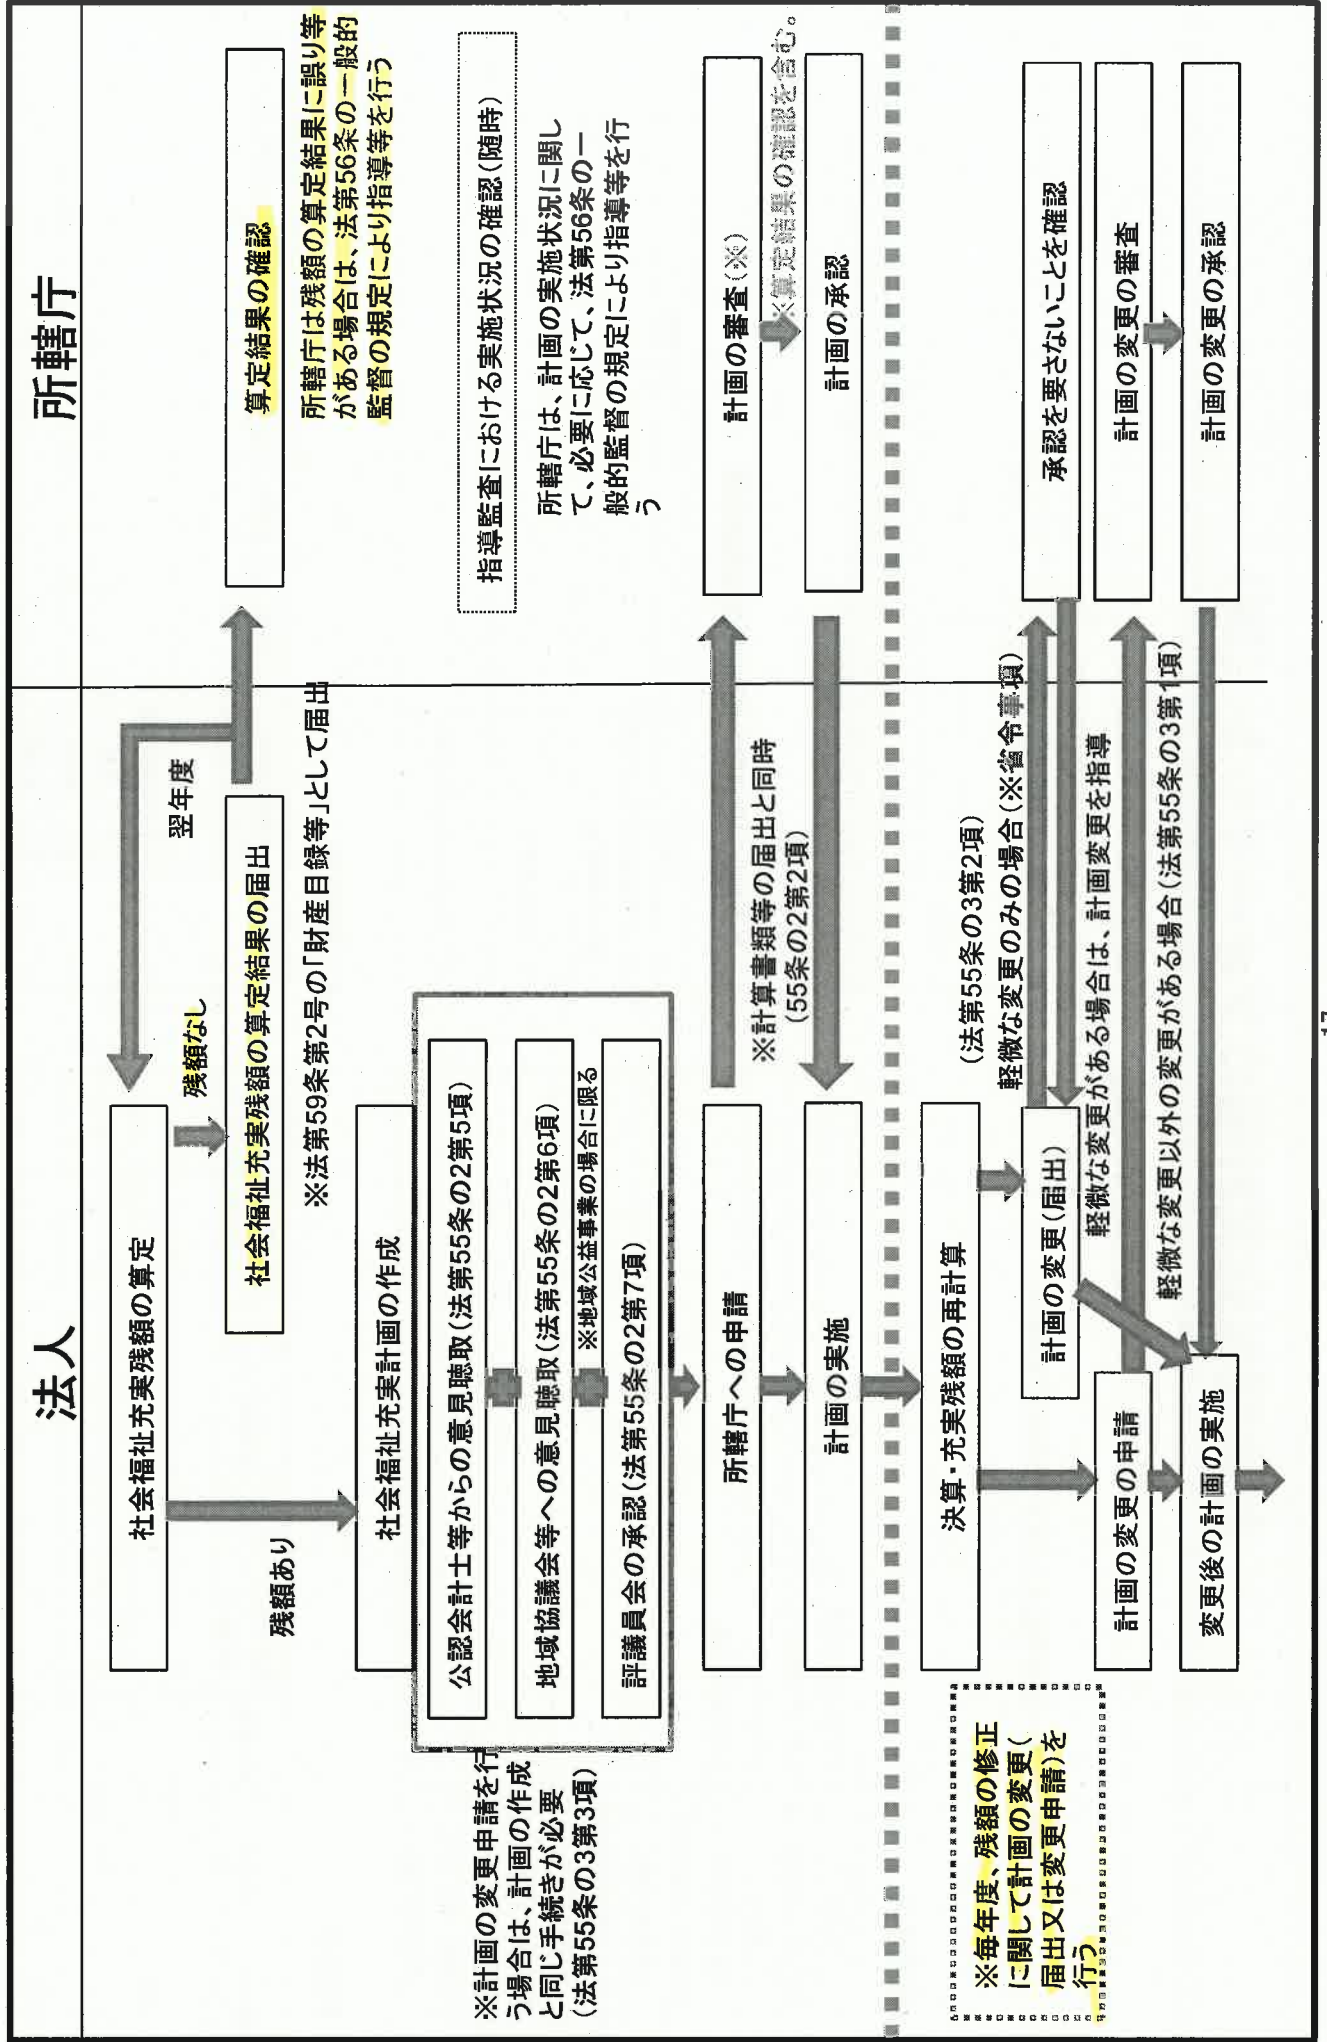 法人
所轄庁
社会福祉充実残額の算定
翌年度
残額なし
残額あり
社会福祉充実残額の算定結果の届出
算定結果の確認
※法第59条第2号の「財産目録等」として届出
所轄庁は残額の算定結果に誤り等
がある場合は、法第56条の一般的
監督の規定により指導等を行う
社会福祉充実計画の作成
公認会計士等からの意見聴取(法第55条の2第5項)
地域協議会等への意見聴取(法第55条の2第6項)
※地域公益事業の場合に限る
評議員会の承認(法第55条の2第7項)
※計画の変更申請を行
う場合は、計画の作成
と同じ手続きが必要
(法第55条の3第3項)
指導監査における実施状況の確認(随時)
所轄庁は、計画の実施状況に関し
て、必要に応じて、法第56条の一
般的監督の規定により指導等を行
う
所轄庁への申請
計画の審査(※)
※計算書類等の届出と同時
(55条の2第2項)
※算定結果の確認を含む。
計画の実施
計画の承認
決算・充実残額の再計算
(法第55条の3第2項)
軽微な変更のみの場合(※省令事項)
計画の変更(届出)
承認を要さないことを確認
軽微な変更がある場合は、計画変更を指導
計画の変更の申請
計画の変更の審査
軽微な変更以外の変更がある場合(法第55条の3第1項)
変更後の計画の実施
計画の変更の承認
※毎年度、残額の修正
に関して計画の変更(
届出又は変更申請)を
行う
17